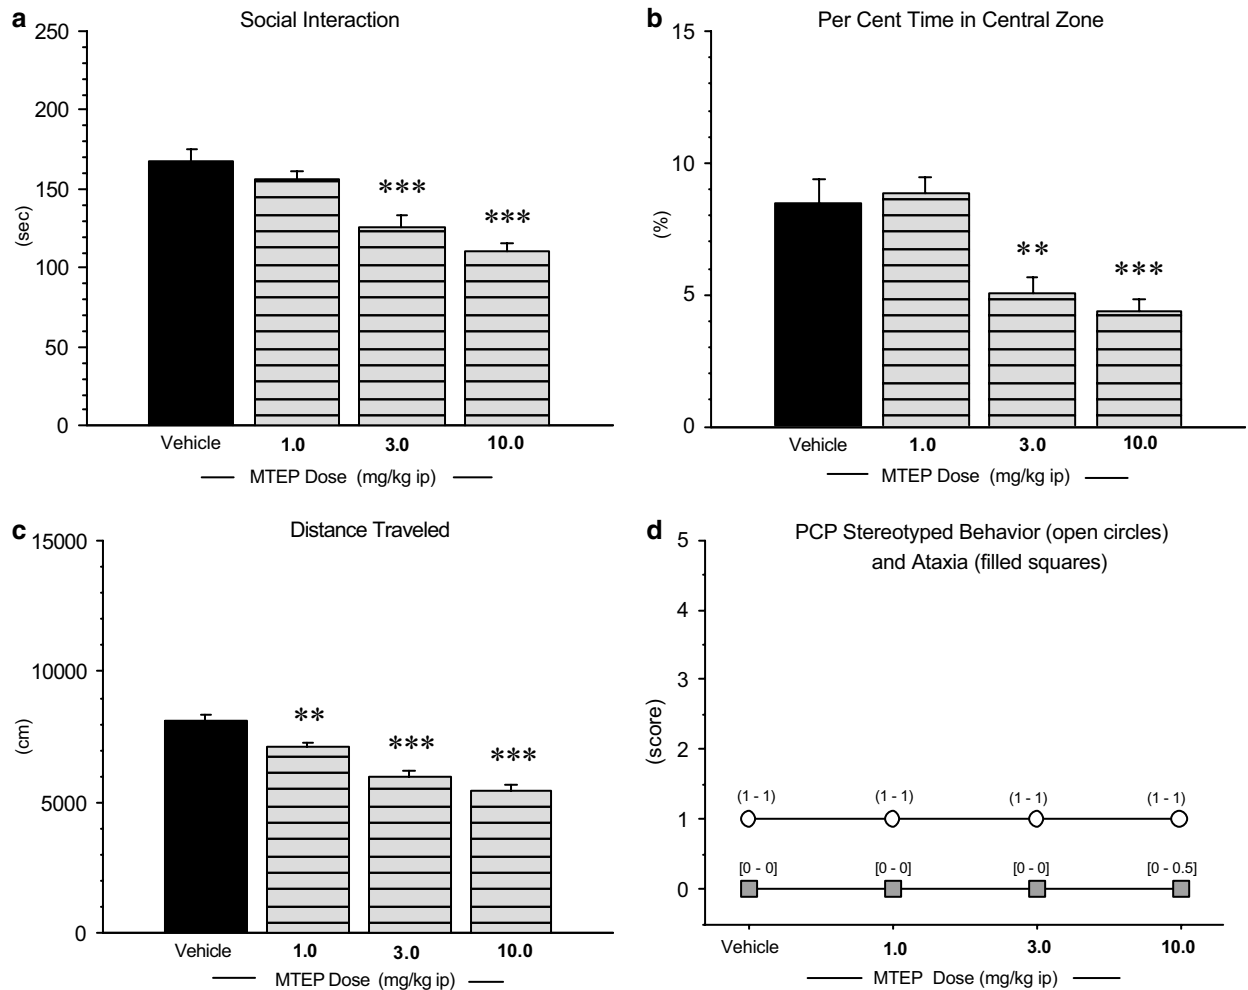 a
Social Interaction
250
200
150
100
50
0
(sec)
***
***
Vehicle 1.0 3.0 10.0
MTEP Dose (mg/kg ip)
b
Per Cent Time in Central Zone
15
10
5
0
(%)
**
***
Vehicle 1.0 3.0 10.0
MTEP Dose (mg/kg ip)
c
Distance Traveled
15000
10000
5000
0
(cm)
**
***
***
Vehicle 1.0 3.0 10.0
MTEP Dose (mg/kg ip)
d
PCP Stereotyped Behavior (open circles)
and Ataxia (filled squares)
5
4
3
2
1
0
(score)
(1 - 1) (1 - 1) (1 - 1) (1 - 1)
[0 - 0] [0 - 0] [0 - 0] [0 - 0.5]
Vehicle 1.0 3.0 10.0
MTEP Dose (mg/kg ip)